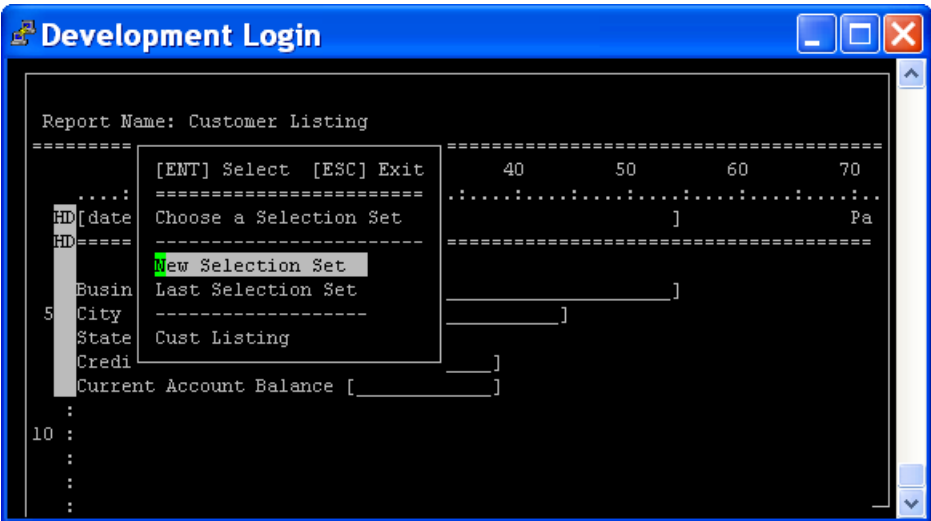 Development Login
Report Name: Customer Listing
[ENT] Select [ESC] Exit
40 50 60 70
Choose a Selection Set
HD[date ] Pa
HD=====
New Selection Set
Last Selection Set
Busin ]
5 City ]
State
Cust Listing
Credi ]
Current Account Balance [_____________]
10 :